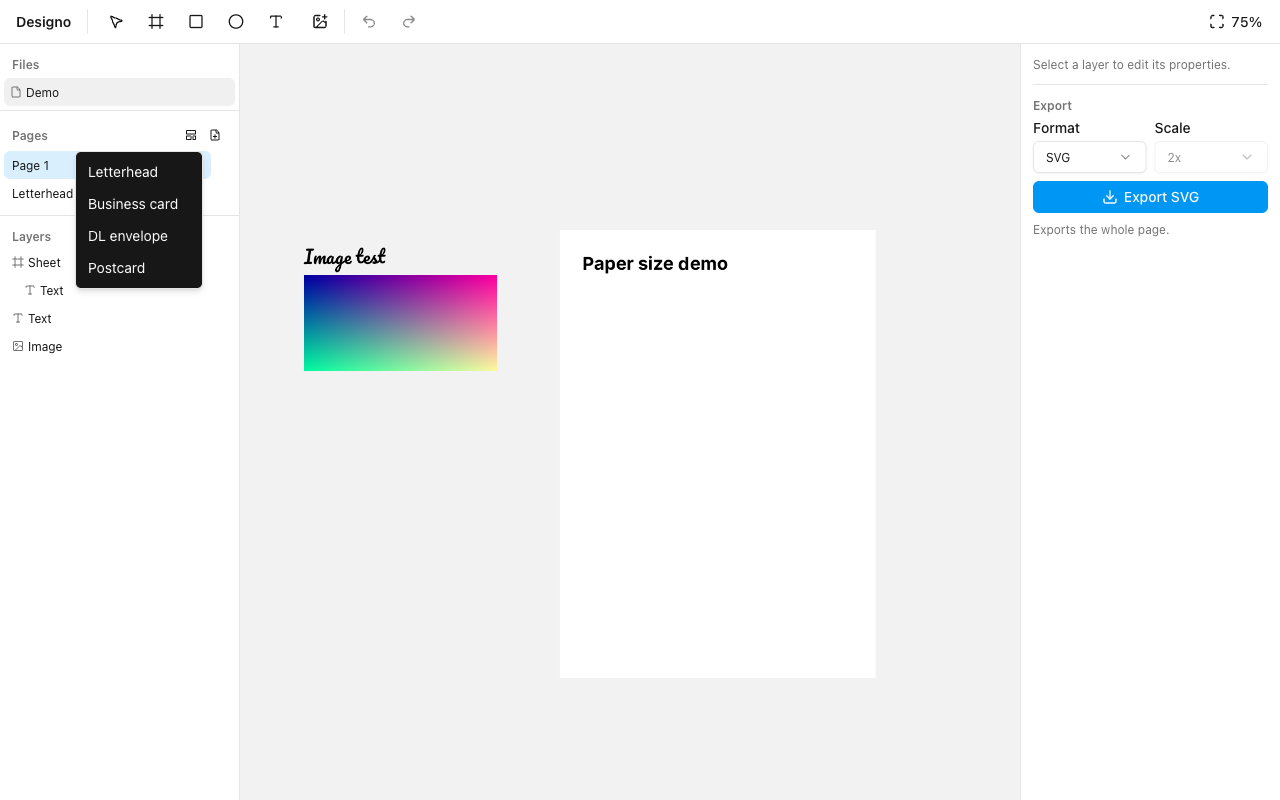 Designo
75%
Files
Demo
Pages
Page 1
Letterhead
Letterhead
Business card
DL envelope
Postcard
Layers
Sheet
Text
Text
Image
Image test
Paper size demo
Select a layer to edit its properties.
Export
Format Scale
SVG 2x
Export SVG
Exports the whole page.